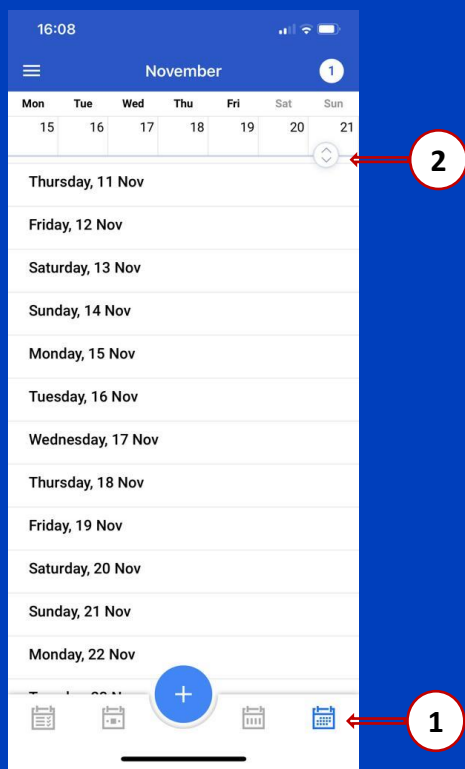 16:08
November
1
Mon Tue Wed Thu Fri Sat Sun
15 16 17 18 19 20 21
2
Thursday, 11 Nov
Friday, 12 Nov
Saturday, 13 Nov
Sunday, 14 Nov
Monday, 15 Nov
Tuesday, 16 Nov
Wednesday, 17 Nov
Thursday, 18 Nov
Friday, 19 Nov
Saturday, 20 Nov
Sunday, 21 Nov
Monday, 22 Nov
+
1